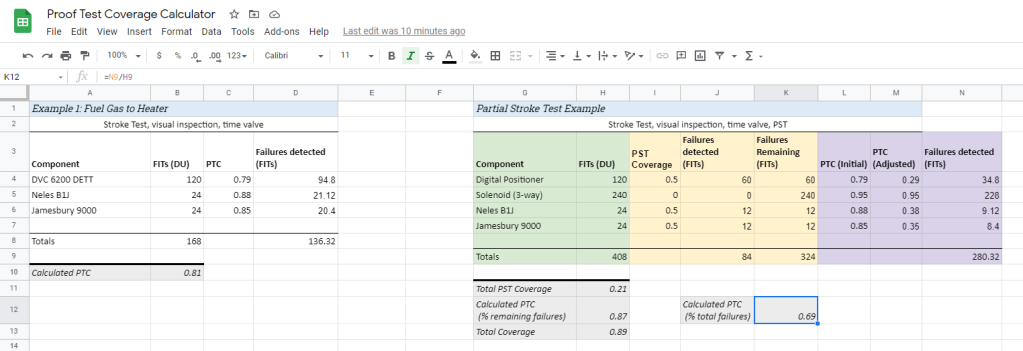 Proof Test Coverage Calculator
File Edit View Insert Format Data Tools Add-ons Help Last edit was 10 minutes ago
100% $ % .0 .00 123 Calibri 11 B I S A
K12 fx =N9/H9
A B C D E F G H I J K L M N
1 Example 1: Fuel Gas to Heater Partial Stroke Test Example
2 Stroke Test, visual inspection, time valve Stroke Test, visual inspection, time valve, PST
3 Component FITs (DU) PTC Failures detected (FITs) Component FITs (DU) PST Coverage Failures detected (FITs) Failures Remaining (FITs) PTC (Initial) PTC (Adjusted) Failures detected (FITs)
4 DVC 6200 DETT 120 0.79 94.8 Digital Positioner 120 0.5 60 60 0.79 0.29 34.8
5 Neles B1J 24 0.88 21.12 Solenoid (3-way) 240 0 0 240 0.95 0.95 228
6 Jamesbury 9000 24 0.85 20.4 Neles B1J 24 0.5 12 12 0.88 0.38 9.12
7 Jamesbury 9000 24 0.5 12 12 0.85 0.35 8.4
8 Totals 168 136.32
9 Totals 408 84 324 280.32
10 Calculated PTC 0.81
11 Total PST Coverage 0.21
12 Calculated PTC (% remaining failures) 0.87 Calculated PTC (% total failures) 0.69
13 Total Coverage 0.89
14